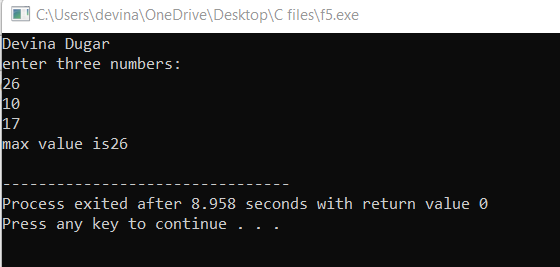 C:\Users\devina\OneDrive\Desktop\C files\f5.exe
Devina Dugar
enter three numbers:
26
10
17
max value is26
--------------------------------
Process exited after 8.958 seconds with return value 0
Press any key to continue . . .